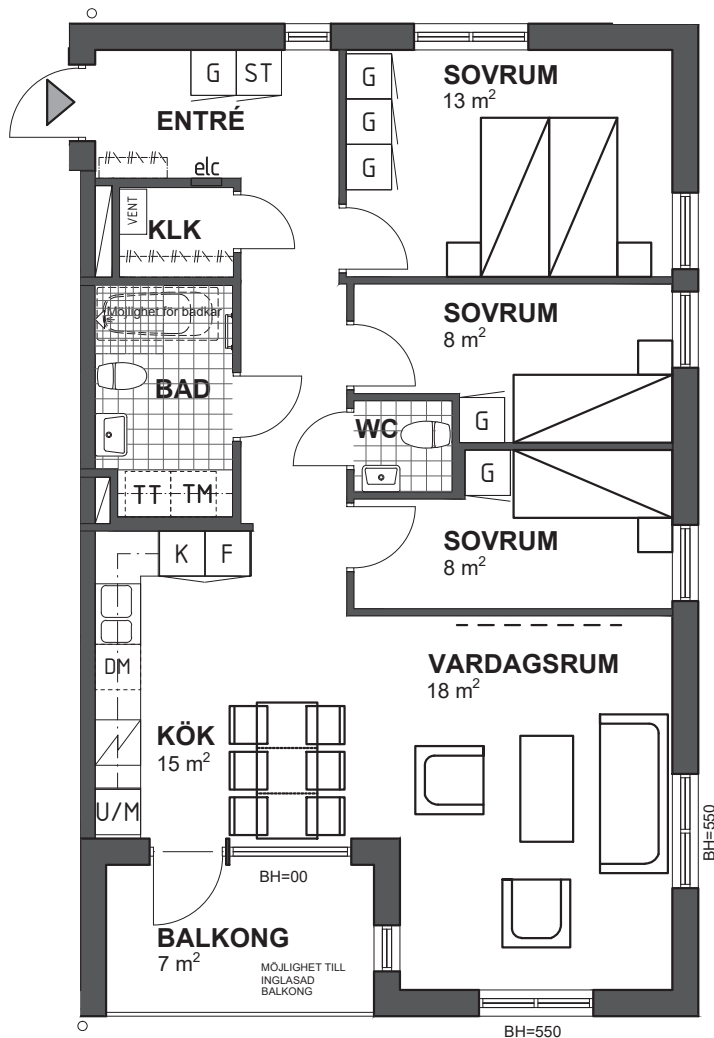 G
ST
ENTRÉ
elc
G
G
G
SOVRUM
13 m²
VENT
KLK
Möjlighet för badkar
BAD
SOVRUM
8 m²
WC
G
G
TT
TM
SOVRUM
8 m²
K
F
DM
KÖK
15 m²
U/M
VARDAGSRUM
18 m²
BH=550
BH=00
BALKONG
7 m²
MÖJLIGHET TILL
INGLASAD
BALKONG
BH=550